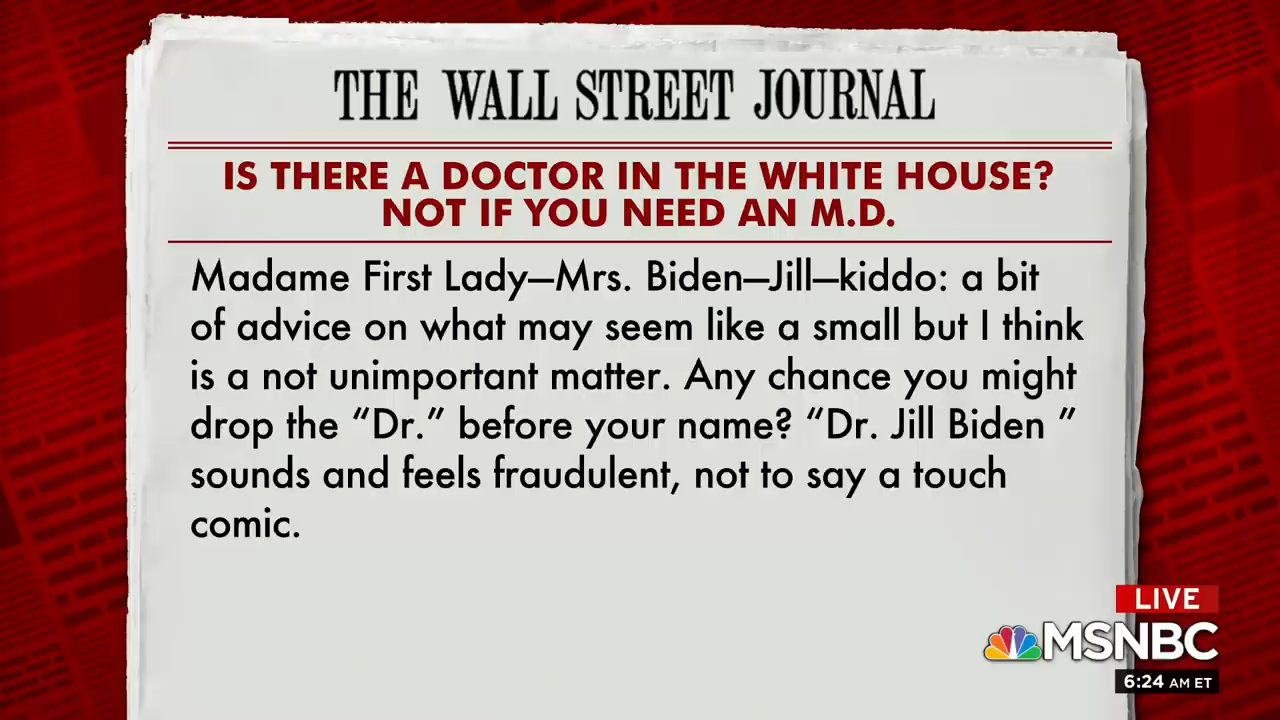 THE WALL STREET JOURNAL
IS THERE A DOCTOR IN THE WHITE HOUSE?
NOT IF YOU NEED AN M.D.
Madame First Lady—Mrs. Biden—Jill—kiddo: a bit
of advice on what may seem like a small but I think
is a not unimportant matter. Any chance you might
drop the “Dr.” before your name? “Dr. Jill Biden ”
sounds and feels fraudulent, not to say a touch
comic.
LIVE
MSNBC
6:24 AM ET